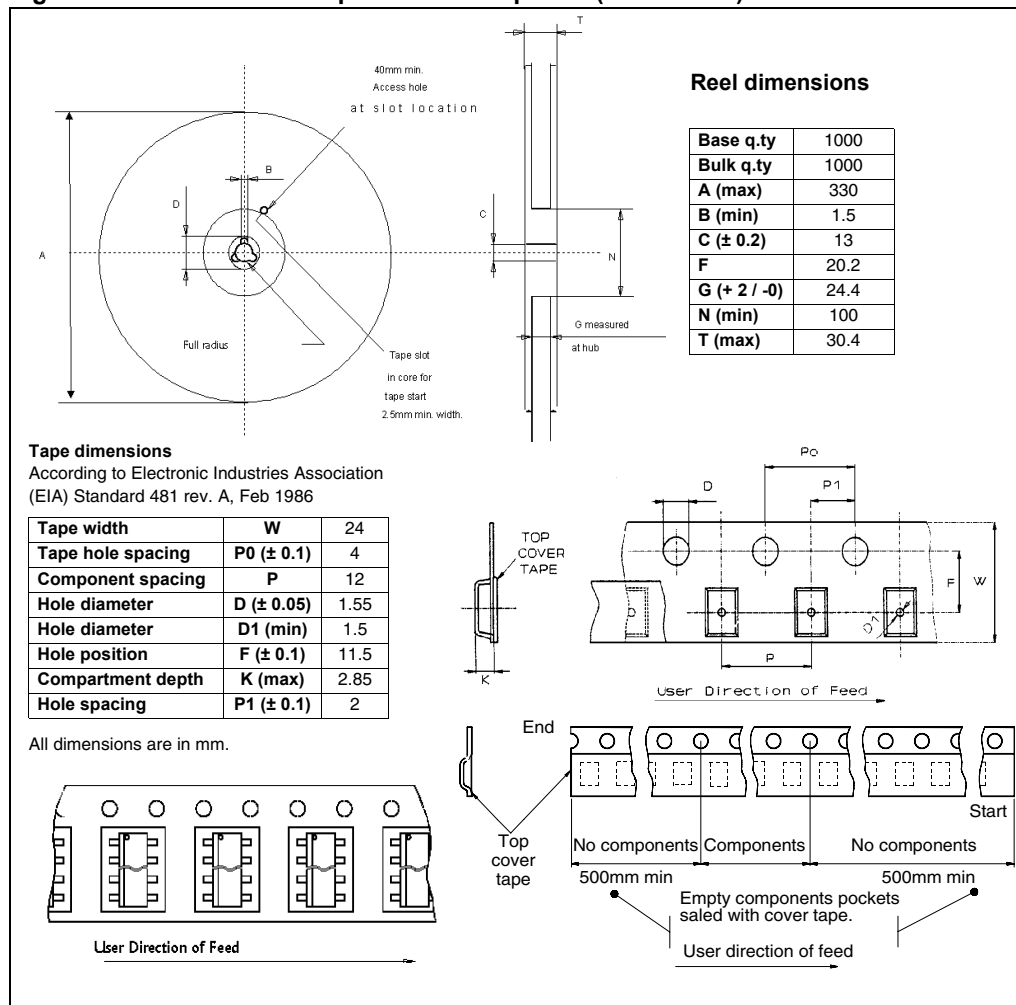 T
40mm min.
Access hole
at slot location
B
D
C
A
N
Full radius
Tape slot
in core for
tape start
2.5mm min. width.
G measured
at hub
Reel dimensions
Base q.ty 1000
Bulk q.ty 1000
A (max) 330
B (min) 1.5
C (± 0.2) 13
F 20.2
G (+ 2 / -0) 24.4
N (min) 100
T (max) 30.4
Tape dimensions
According to Electronic Industries Association
(EIA) Standard 481 rev. A, Feb 1986
Tape width W 24
Tape hole spacing P0 (± 0.1) 4
Component spacing P 12
Hole diameter D (± 0.05) 1.55
Hole diameter D1 (min) 1.5
Hole position F (± 0.1) 11.5
Compartment depth K (max) 2.85
Hole spacing P1 (± 0.1) 2
All dimensions are in mm.
Po
D
P1
TOP
COVER
TAPE
F
W
D1
K
P
User Direction of Feed
End
Start
Top
cover
tape
No components Components No components
500mm min 500mm min
Empty components pockets
saled with cover tape.
User direction of feed
User Direction of Feed